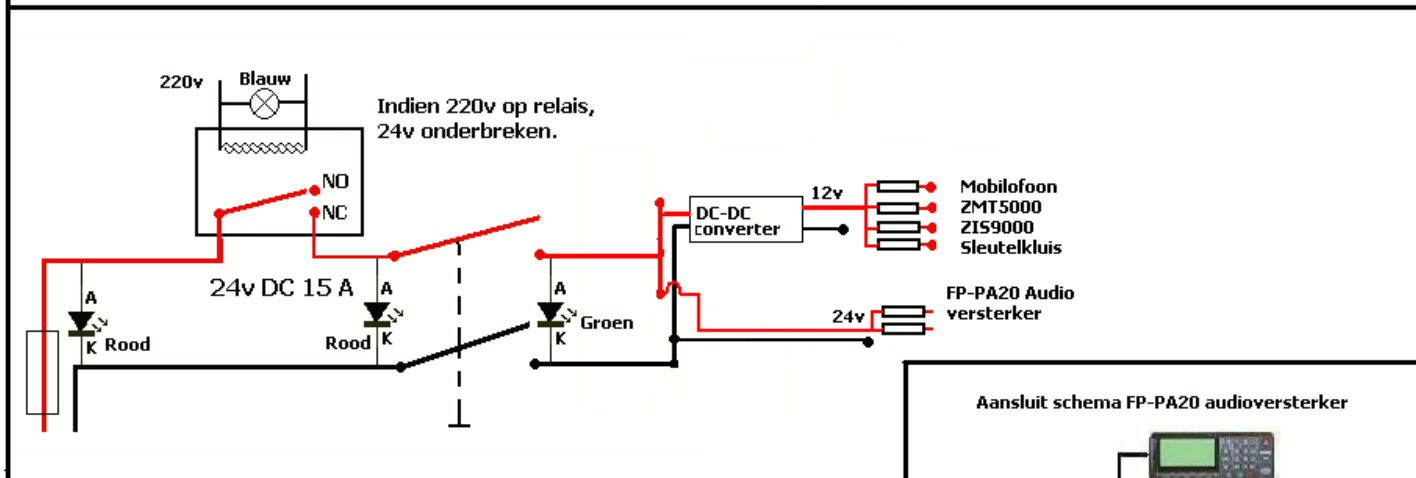 220v
Blauw
Indien 220v op relais,
24v onderbreken.
NO
NC
24v DC 15 A
A
K
Rood
A
K
Rood
A
K
Groen
DC-DC
converter
12v
Mobilofoon
ZMT5000
ZIS9000
Sleutelkluis
24v
FP-PA20 Audio
versterker
Aansluit schema FP-PA20 audioversterker